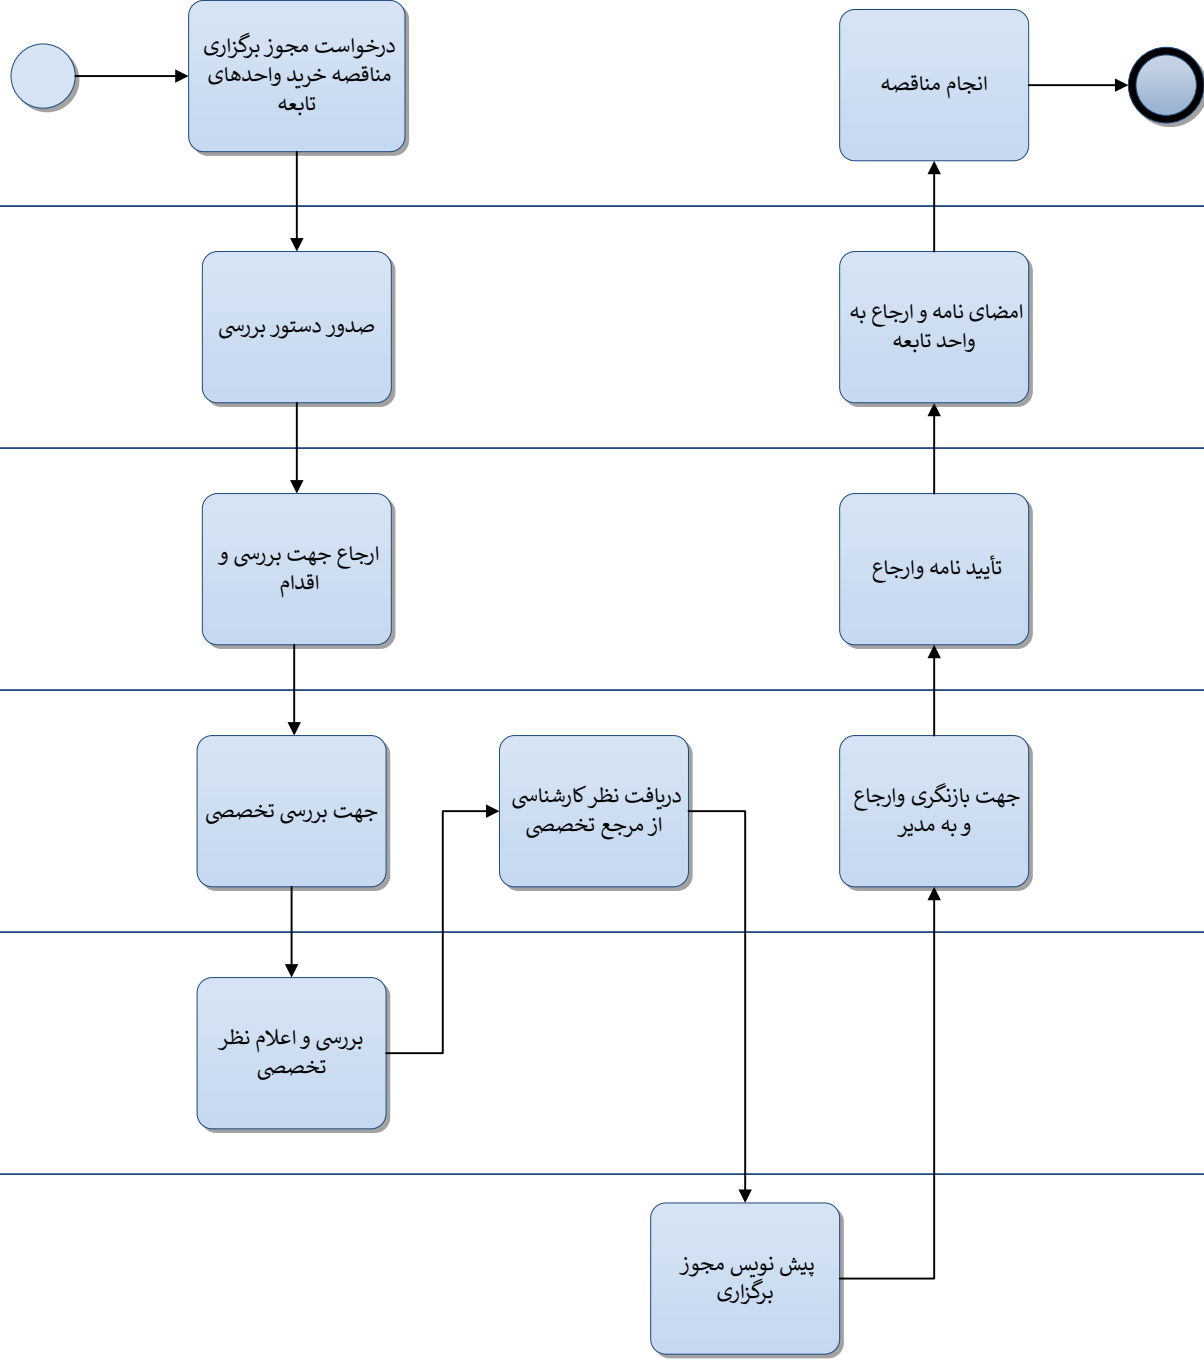 درخواست مجوز برگزاری
مناقصه خرید واحدهای
تابعه
صدور دستور بررسی
ارجاع جهت بررسی و
اقدام
جهت بررسی تخصصی
بررسی و اعلام نظر
تخصصی
دریافت نظر کارشناسی
از مرجع تخصصی
پیش نویس مجوز
برگزاری
جهت بازنگری وارجاع
و به مدیر
تأیید نامه وارجاع
امضای نامه و ارجاع به
واحد تابعه
انجام مناقصه